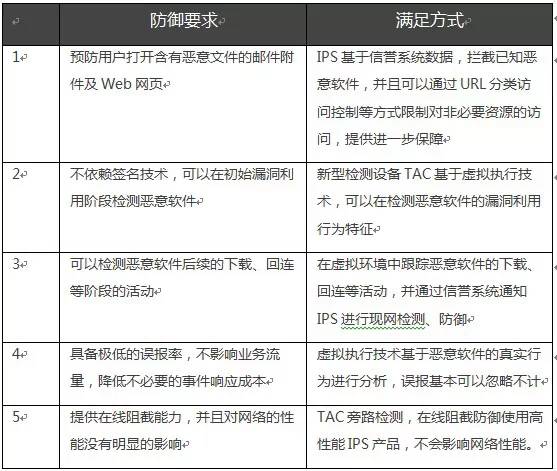 防御要求 满足方式
1 预防用户打开含有恶意文件的邮件附 IPS 基于信誉系统数据，拦截已知恶
件及 Web 网页 意软件，并且可以通过 URL 分类访
问控制等方式限制对非必要资源的访
问，提供进一步保障
2 不依赖签名技术，可以在初始漏洞利 新型检测设备 TAC 基于虚拟执行技
用阶段检测恶意软件 术，可以在检测恶意软件的漏洞利用
行为特征
3 可以检测恶意软件后续的下载、回连 在虚拟环境中跟踪恶意软件的下载、
等阶段的活动 回连等活动，并通过信誉系统通知
IPS 进行现网检测、防御
4 具备极低的误报率，不影响业务流 虚拟执行技术基于恶意软件的真实行
量，降低不必要的事件响应成本 为进行分析，误报基本可以忽略不计
5 提供在线阻截能力，并且对网络的性 TAC 旁路检测，在线阻截防御使用高
能没有明显的影响 性能 IPS 产品，不会影响网络性能。